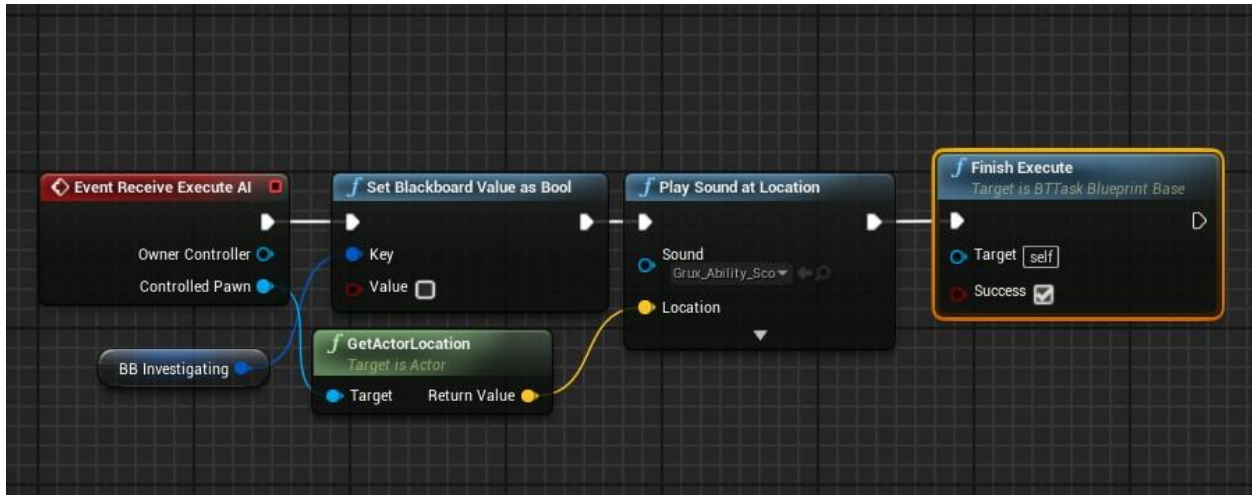 Event Receive Execute AI
Owner Controller
Controlled Pawn
BB Investigating
Set Blackboard Value as Bool
Key
Value
GetActorLocation
Target is Actor
Target
Return Value
Play Sound at Location
Sound
Grux_Ability_Sco
Location
Finish Execute
Target is BTTask Blueprint Base
Target self
Success